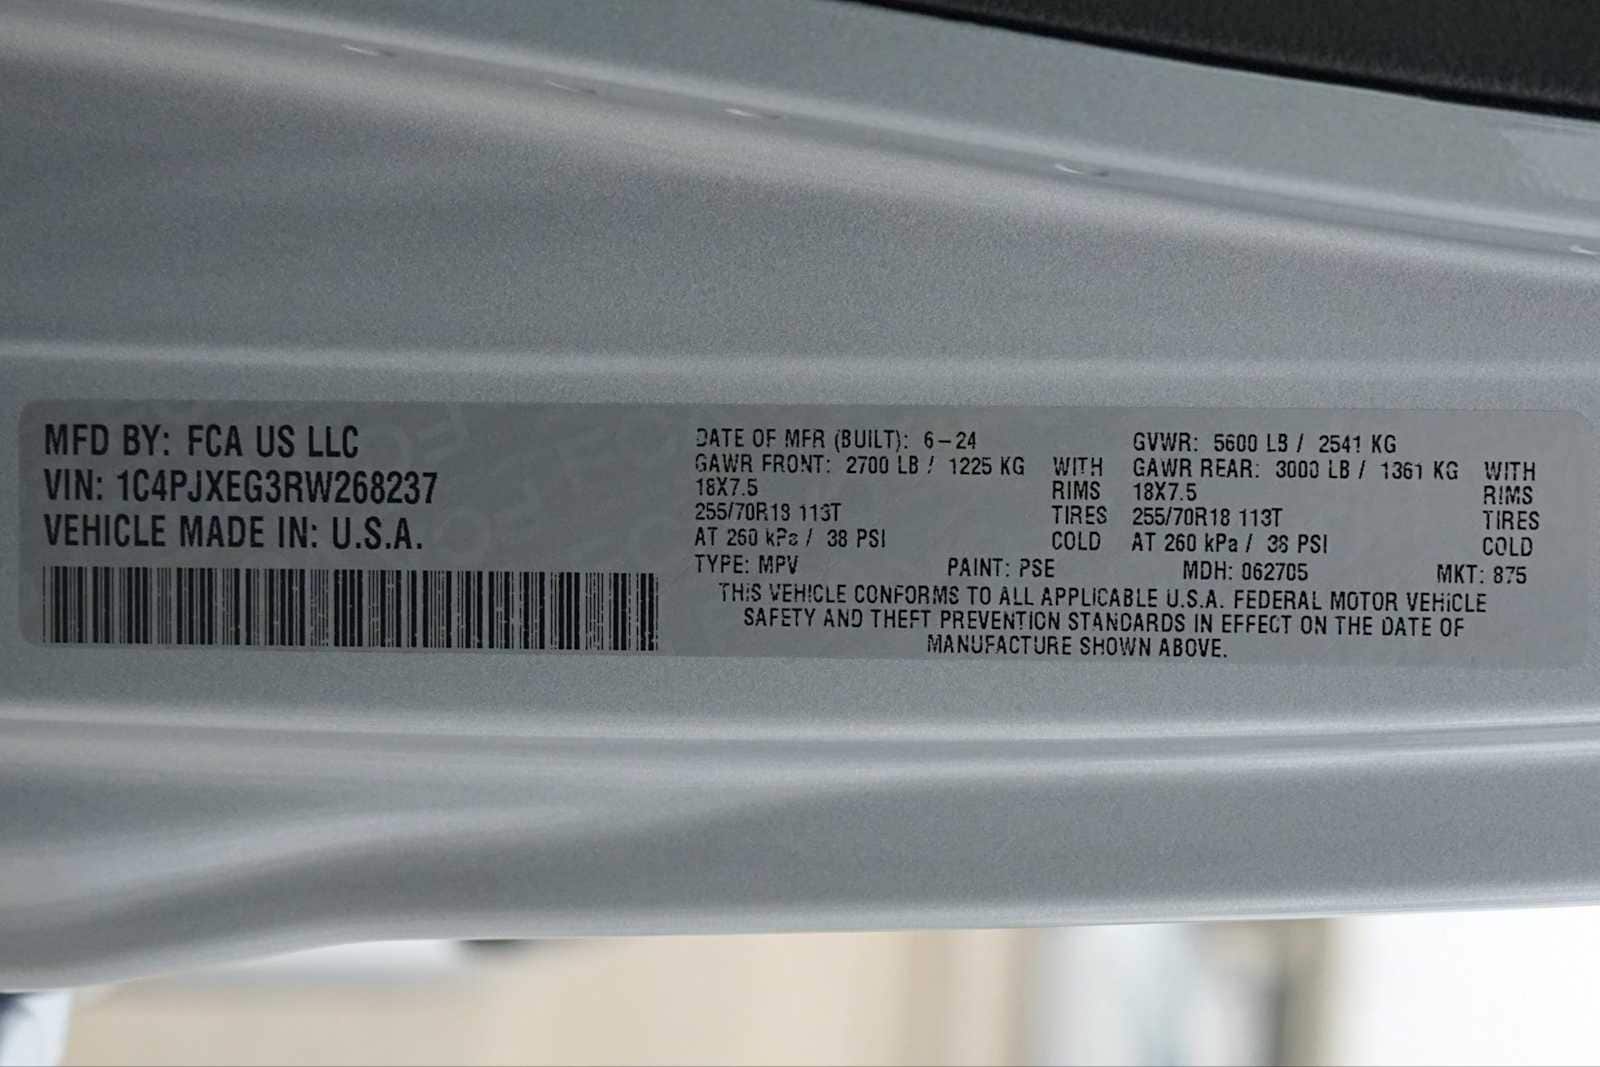 MFD BY: FCA US LLC
VIN: 1C4PJXEG3RW268237
VEHICLE MADE IN: U.S.A.
DATE OF MFR (BUILT): 6-24
GAWR FRONT: 2700 LB / 1225 KG WITH
18X7.5 RIMS
255/70R18 113T TIRES
AT 260 kPa / 38 PSI COLD
GVWR: 5600 LB / 2541 KG
GAWR REAR: 3000 LB / 1361 KG WITH
18X7.5 RIMS
255/70R18 113T TIRES
AT 260 kPa / 38 PSI COLD
TYPE: MPV PAINT: PSE MDH: 062705 MKT: 875
THIS VEHICLE CONFORMS TO ALL APPLICABLE U.S.A. FEDERAL MOTOR VEHICLE
SAFETY AND THEFT PREVENTION STANDARDS IN EFFECT ON THE DATE OF
MANUFACTURE SHOWN ABOVE.